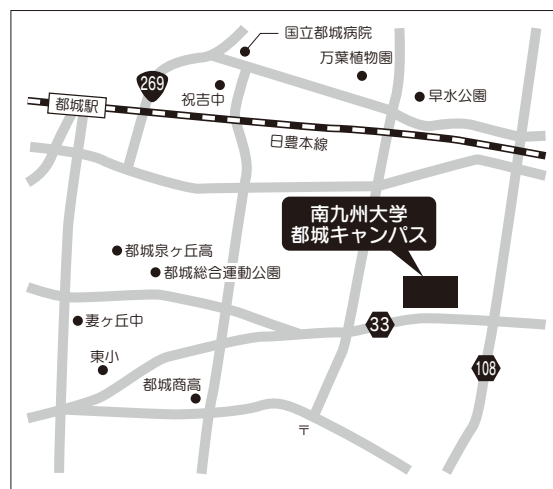 国立都城病院
万葉植物園
269
祝吉中
早水公園
都城駅
日豊本線
南九州大学
都城キャンパス
都城泉ヶ丘高
都城総合運動公園
妻ヶ丘中
33
東小
108
都城商高
〒